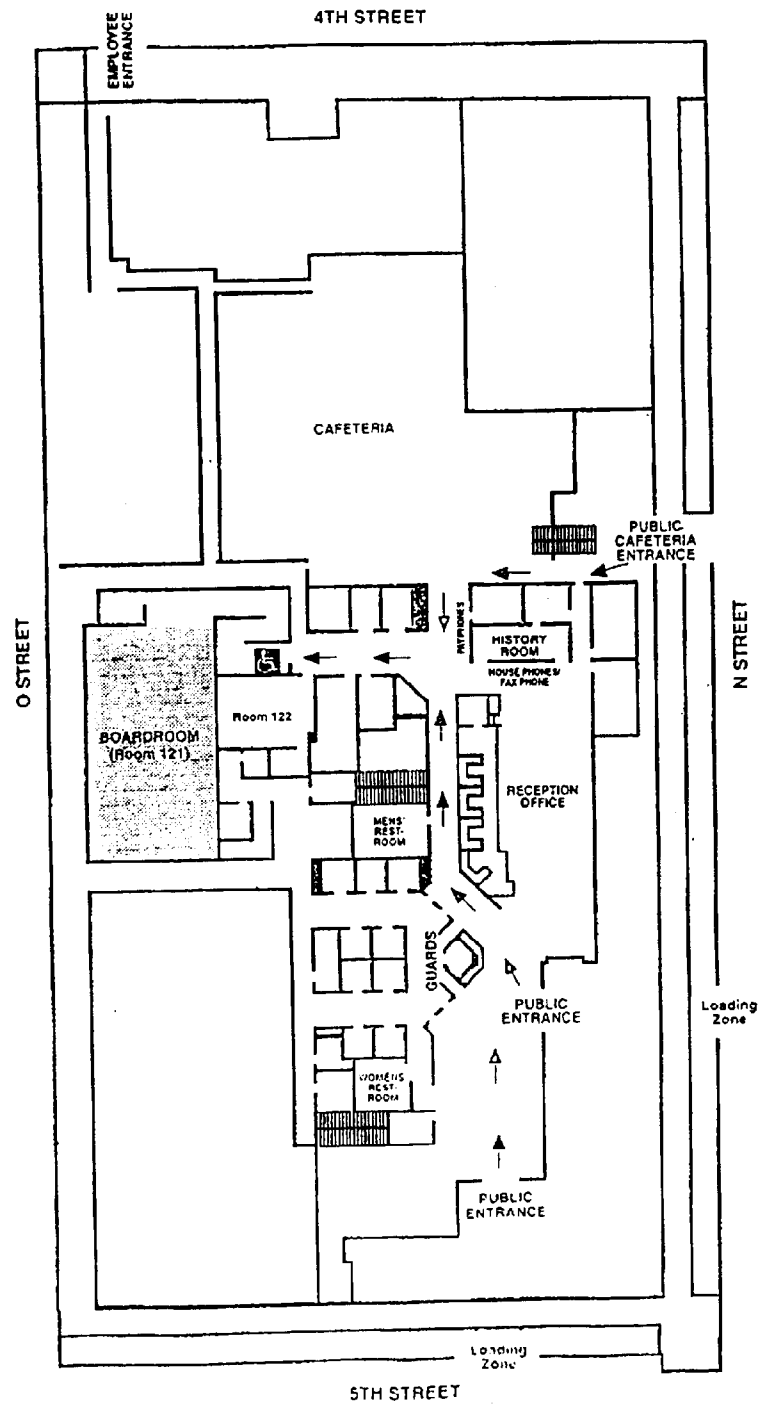 4TH STREET
EMPLOYEE
ENTRANCE
CAFETERIA
PUBLIC
CAFETERIA
ENTRANCE
PAYPHONES
HISTORY
ROOM
HOUSE PHONES/
FAX PHONE
O STREET
N STREET
Room 122
BOARDROOM
(Room 121)
RECEPTION
OFFICE
MENS'
REST-
ROOM
GUARDS
PUBLIC
ENTRANCE
Loading
Zone
WOMENS
REST-
ROOM
PUBLIC
ENTRANCE
Loading
Zone
5TH STREET